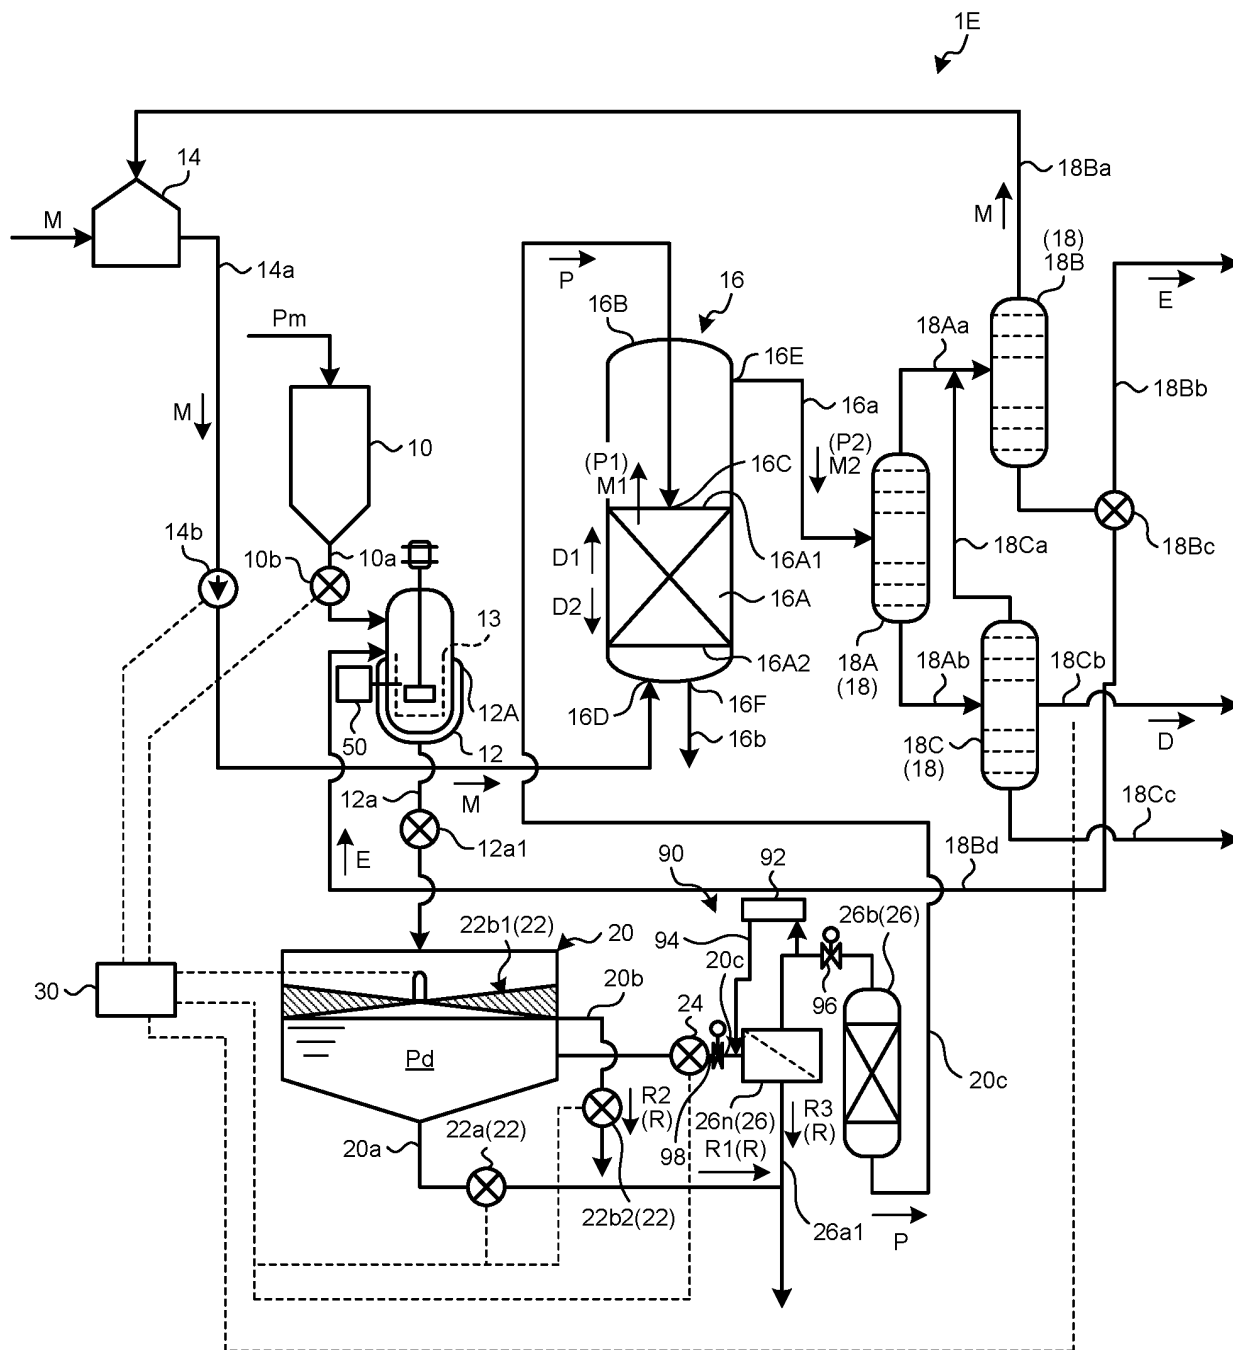 1E
14
M
14a
18Ba
M
(18)
18B
E
P
16
16B
Pm
16E
18Aa
18Bb
16a
M
10
(P1)
M1
16C
(P2)
M2
14b
10b
10a
D1
16A1
18Ca
18Bc
D2
16A
13
16A2
18A
(18)
18Ab
18Cb
12A
16D
16F
50
12
16b
18C
(18)
D
12a
M
18Cc
12a1
E
18Bd
90
92
26b(26)
22b1(22)
20
94
20c
30
20b
24
96
Pd
20c
R2
(R)
26n(26)
R3
(R)
22a(22)
20a
98
R1(R)
22b2(22)
26a1
P